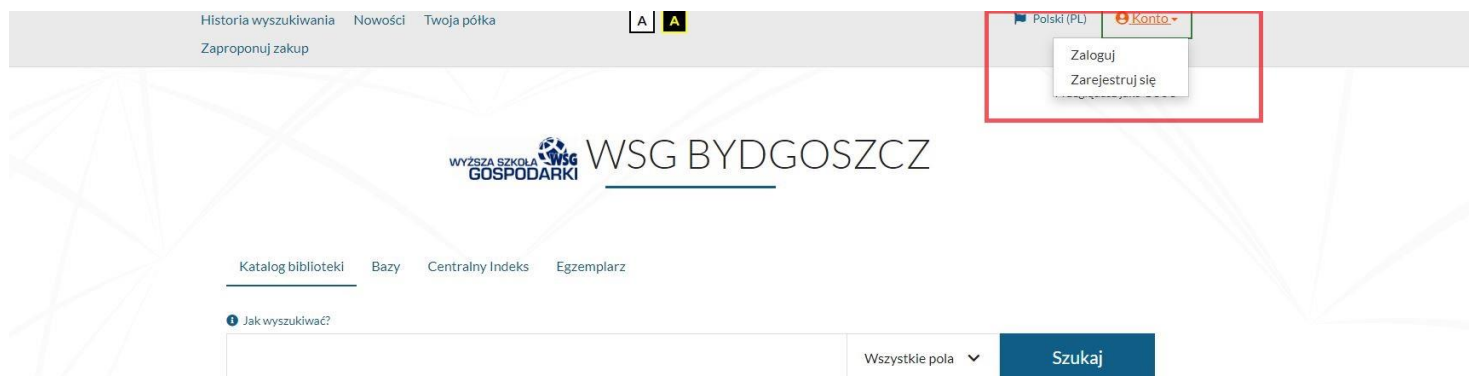 Historia wyszukiwania Nowości Twoja półka A A Polski (PL) Konto
Zaproponuj zakup
Zaloguj
Zarejestruj się
WYŻSZA SZKOŁA WSG
GOSPODARKI
WSG BYDGOSZCZ
Katalog biblioteki Bazy Centralny Indeks Egzemplarz
Jak wyszukiwać?
Wszystkie pola Szukaj